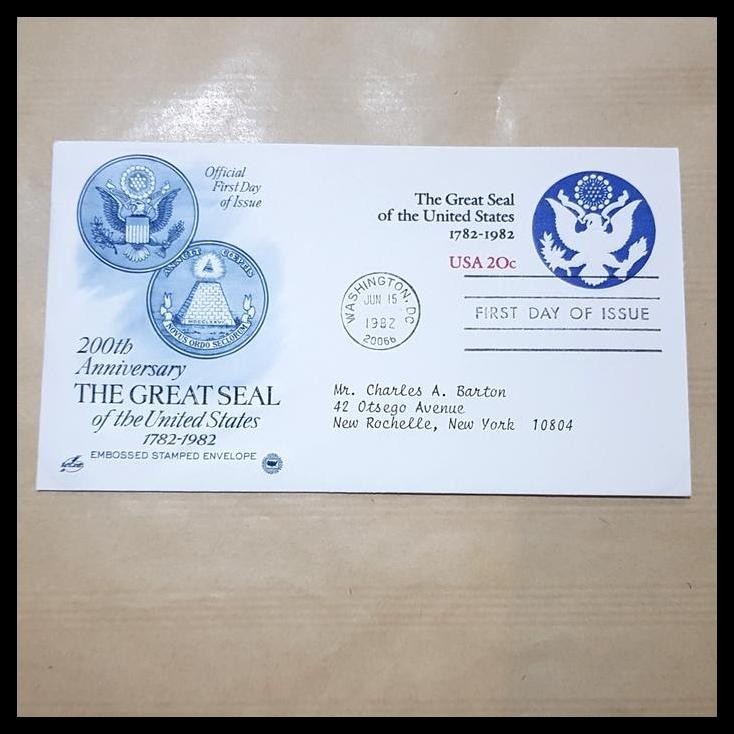 Official
First Day
of Issue
ANNUIT CŒPTIS
MDCCLXXVI
NOVUS ORDO SECLORUM
200th
Anniversary
THE GREAT SEAL
of the United States
1782-1982
EMBOSSED STAMPED ENVELOPE
The Great Seal
of the United States
1782-1982
USA 20c
WASHINGTON, DC
JUN 15
1982
20066
FIRST DAY OF ISSUE
Mr. Charles A. Barton
42 Otsego Avenue
New Rochelle, New York 10804